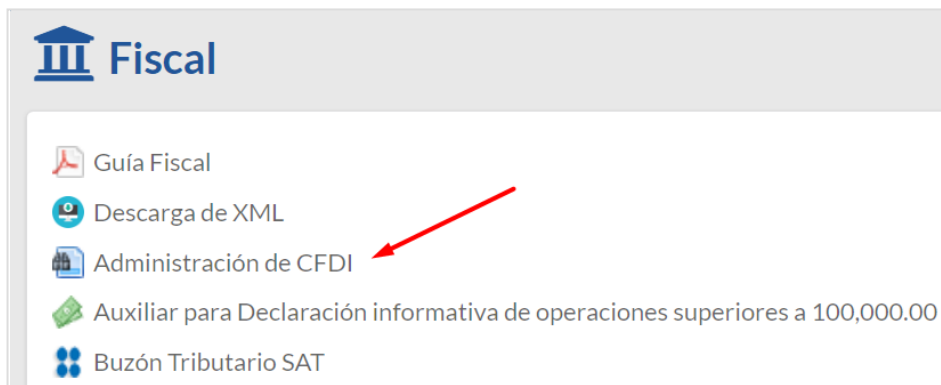 Fiscal
Guía Fiscal
Descarga de XML
Administración de CFDI
Auxiliar para Declaración informativa de operaciones superiores a 100,000.00
Buzón Tributario SAT